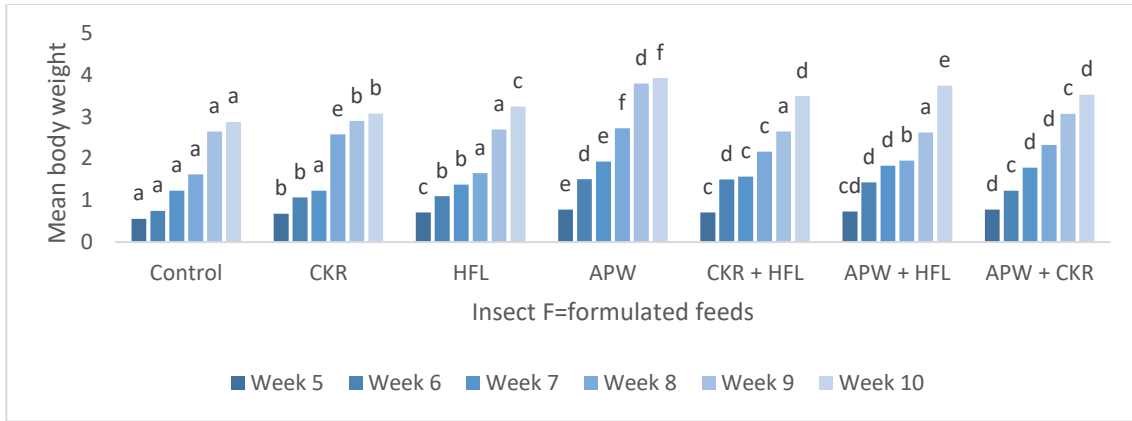 Mean body weight
5
4
3
2
1
0
a a a a a a
b b a e b b
c b b a a c
e d e f d f
c d c c a d
cd d d b a e
d c d d c d
Control CKR HFL APW CKR + HFL APW + HFL APW + CKR
Insect F=formulated feeds
Week 5 Week 6 Week 7 Week 8 Week 9 Week 10